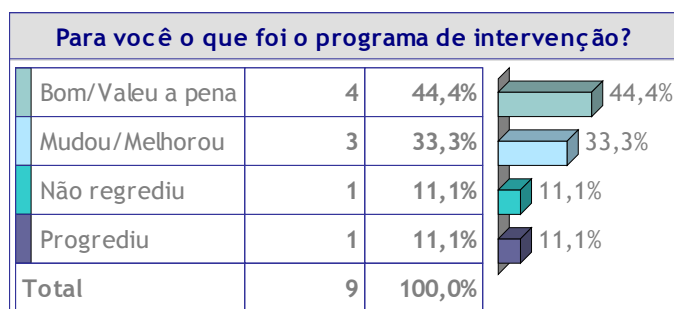 Para você o que foi o programa de intervenção?
Bom/Valeu a pena 4 44,4% 44,4%
Mudou/Melhorou 3 33,3% 33,3%
Não regrediu 1 11,1% 11,1%
Progrediu 1 11,1% 11,1%
Total 9 100,0%